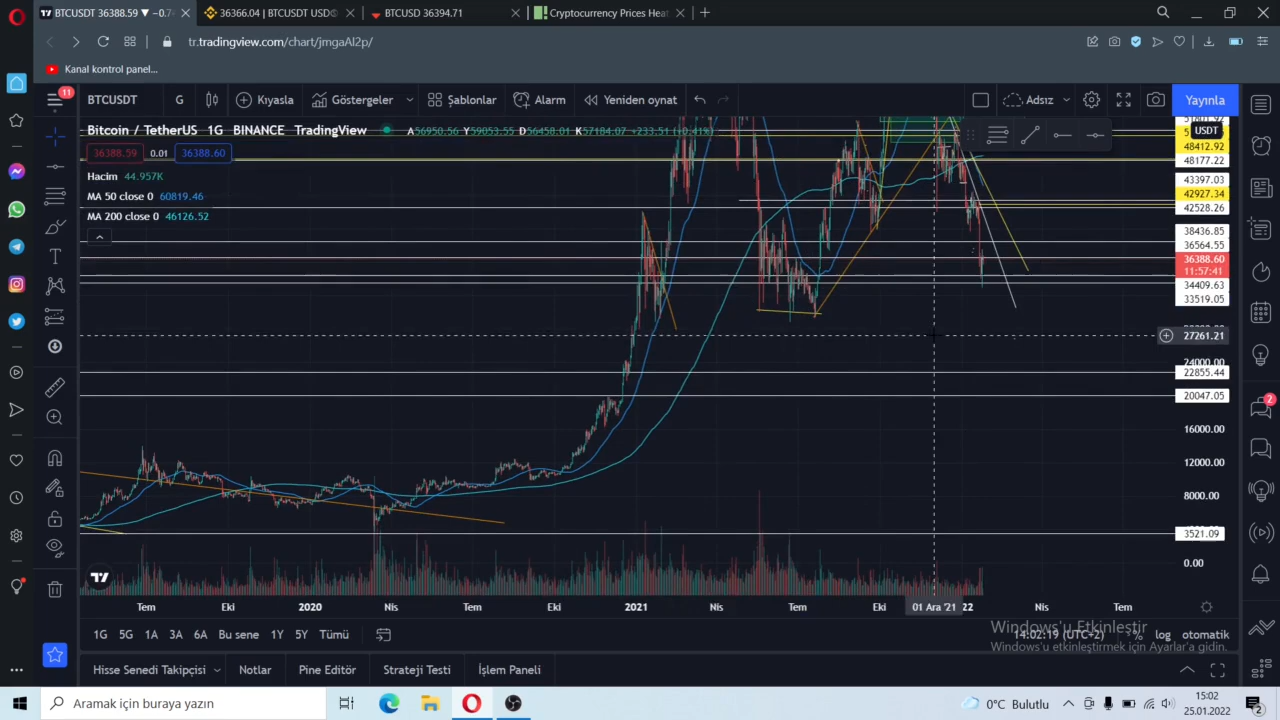 BTCUSDT 36388.59 ▼ −0.74
36366.04 | BTCUSDT USD
BTCUSD 36394.71
Cryptocurrency Prices Heat
tr.tradingview.com/chart/jmgaAI2p/
Kanal kontrol panel...
11
BTCUSDT
G
Kıyasla
Göstergeler
Şablonlar
Alarm
Yeniden oynat
Adsız
Yayınla
Bitcoin / TetherUS 1G BINANCE TradingView
A56950.56 Y59053.55 D56458.01 K57184.07 +233.51 (+0.41%)
36388.59 0.01 36388.60
Hacim 44.957K
MA 50 close 0 60819.46
MA 200 close 0 46126.52
USDT
48412.92
48177.22
43397.03
42927.34
42528.26
38436.85
36564.55
36388.60
11:57:41
34409.63
33519.05
27261.21
24000.00
22855.44
20047.05
16000.00
12000.00
8000.00
3521.09
0.00
2
Tem Eki 2020 Nis Tem Eki 2021 Nis Tem Eki 01 Ara '21 22 Nis Tem
1G 5G 1A 3A 6A Bu sene 1Y 5Y Tümü
14:02:19 (UTC+2) % log otomatik
Windows'u Etkinleştir
Windows'u etkinleştirmek için Ayarlar'a gidin.
Hisse Senedi Takipçisi Notlar Pine Editör Strateji Testi İşlem Paneli
Aramak için buraya yazın
0°C Bulutlu
15:02
25.01.2022
2